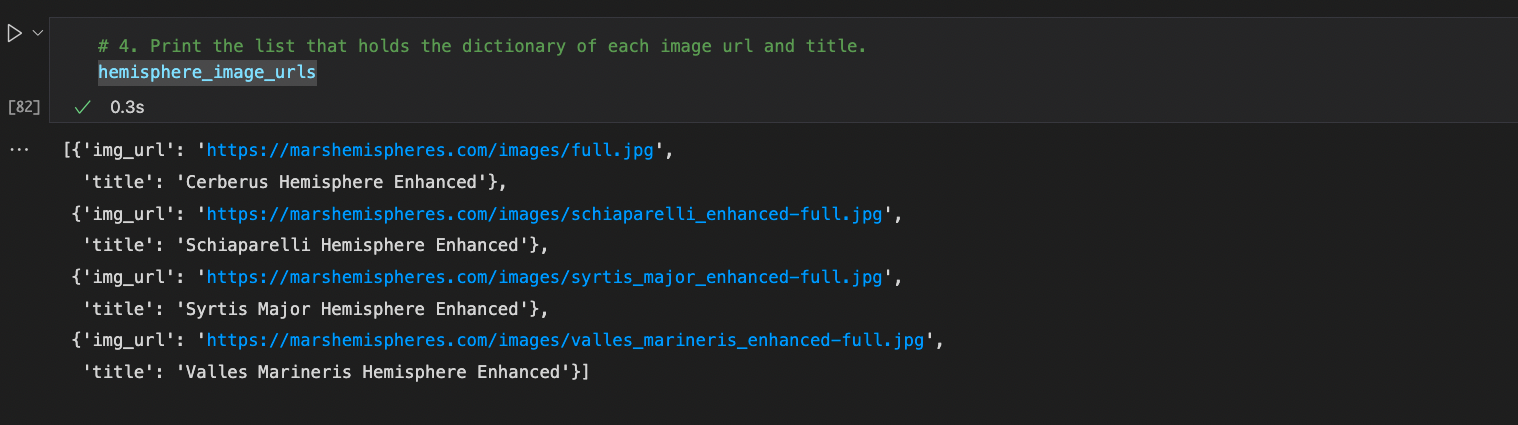 # 4. Print the list that holds the dictionary of each image url and title.
hemisphere_image_urls
[82] 0.3s
... [{'img_url': 'https://marshemispheres.com/images/full.jpg',
'title': 'Cerberus Hemisphere Enhanced'},
{'img_url': 'https://marshemispheres.com/images/schiaparelli_enhanced-full.jpg',
'title': 'Schiaparelli Hemisphere Enhanced'},
{'img_url': 'https://marshemispheres.com/images/syrtis_major_enhanced-full.jpg',
'title': 'Syrtis Major Hemisphere Enhanced'},
{'img_url': 'https://marshemispheres.com/images/valles_marineris_enhanced-full.jpg',
'title': 'Valles Marineris Hemisphere Enhanced'}]